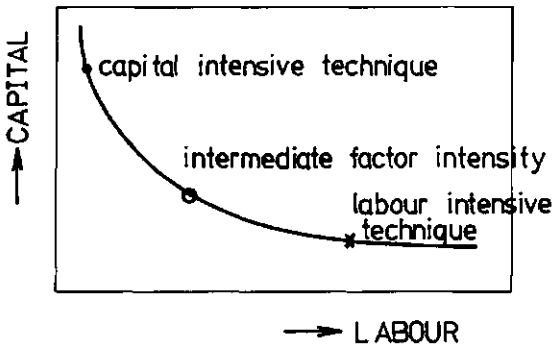 CAPITAL
capital intensive technique
intermediate factor intensity
labour intensive
technique
LABOUR